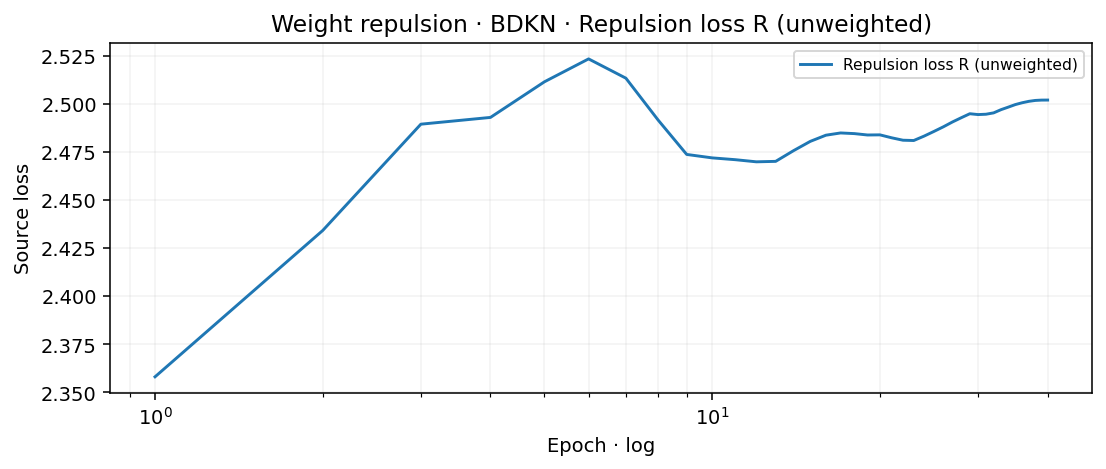 Weight repulsion · BDKN · Repulsion loss R (unweighted)
Repulsion loss R (unweighted)
Source loss
2.525
2.500
2.475
2.450
2.425
2.400
2.375
2.350
10⁰
10¹
Epoch · log